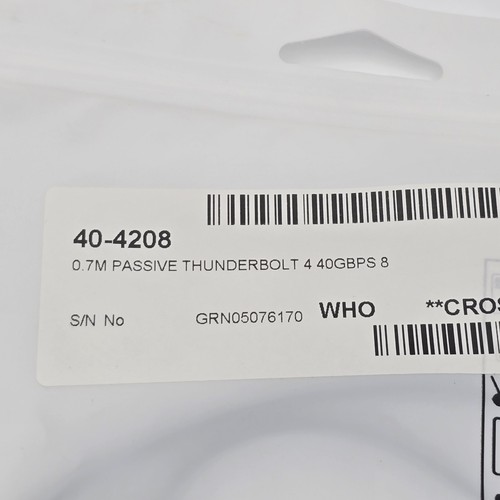 40-4208
0.7M PASSIVE THUNDERBOLT 4 40GBPS 8
S/N No GRN05076170 WHO **CROS